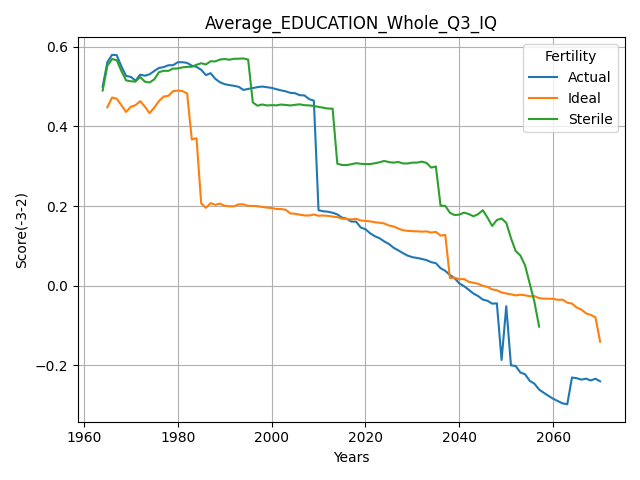 Average_EDUCATION_Whole_Q3_IQ
Fertility
Actual
Ideal
Sterile
Score(-3-2)
0.6
0.4
0.2
0.0
−0.2
1960 1980 2000 2020 2040 2060
Years